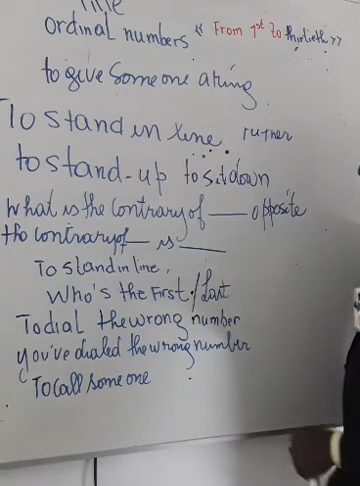 Title
ordinal numbers « From 1st to thirtieth »
to give someone a ring
To stand in line
to stand-up to sit down
What is the contrary of — opposite
the contrary of — is —
To stand in line,
Who's the First / Last
To dial the wrong number
you've dialed the wrong number
To call someone